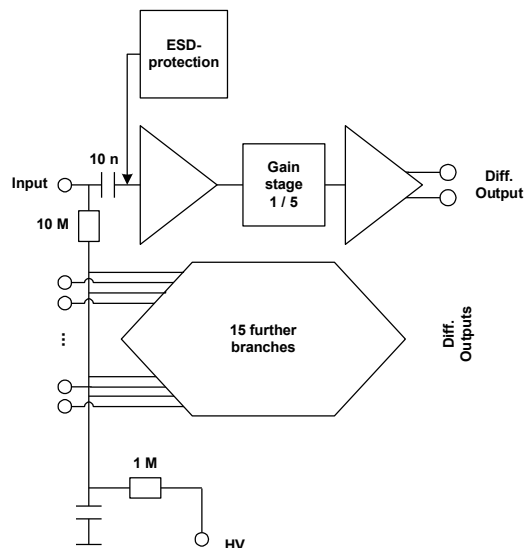 ESD-
protection
10 n
Input
Gain
stage
1 / 5
Diff.
Output
10 M
...
15 further
branches
Diff.
Outputs
1 M
HV